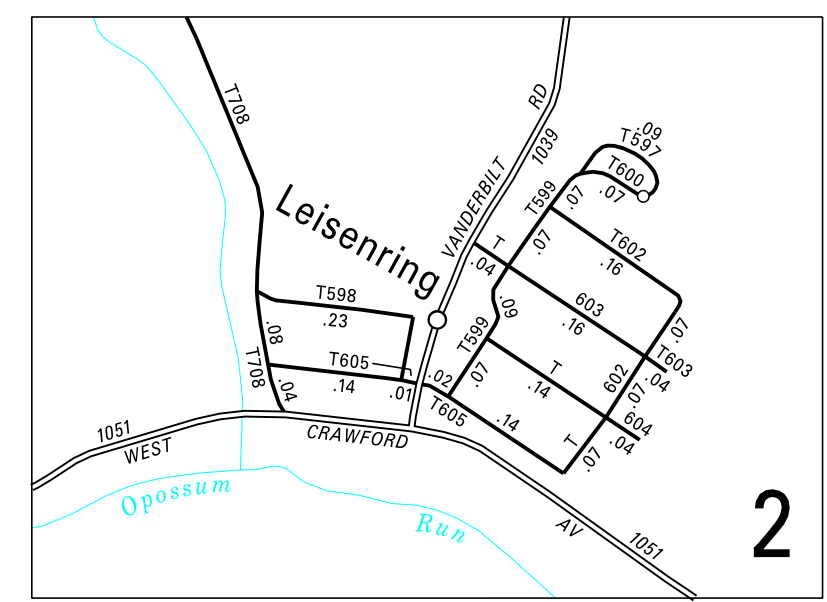 T708
RD
1039
VANDERBILT
Leisenring
.09
T597
T600
.07
T599
.07
.07
T602
.16
T
.04
603
.16
.09
T598
.23
.08
T708
T605
.14
.01
.04
.02
T605
T599
.07
T
.14
.14
602
.07
.07
T603
.04
604
.04
T
.07
1051
WEST
CRAWFORD
AV
1051
Opossum
Run
2